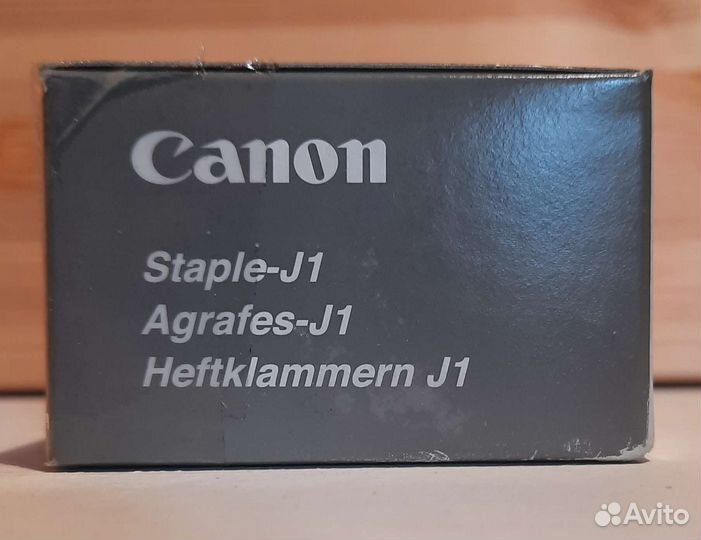 Canon
Staple-J1
Agrafes-J1
Heftklammern J1
Avito